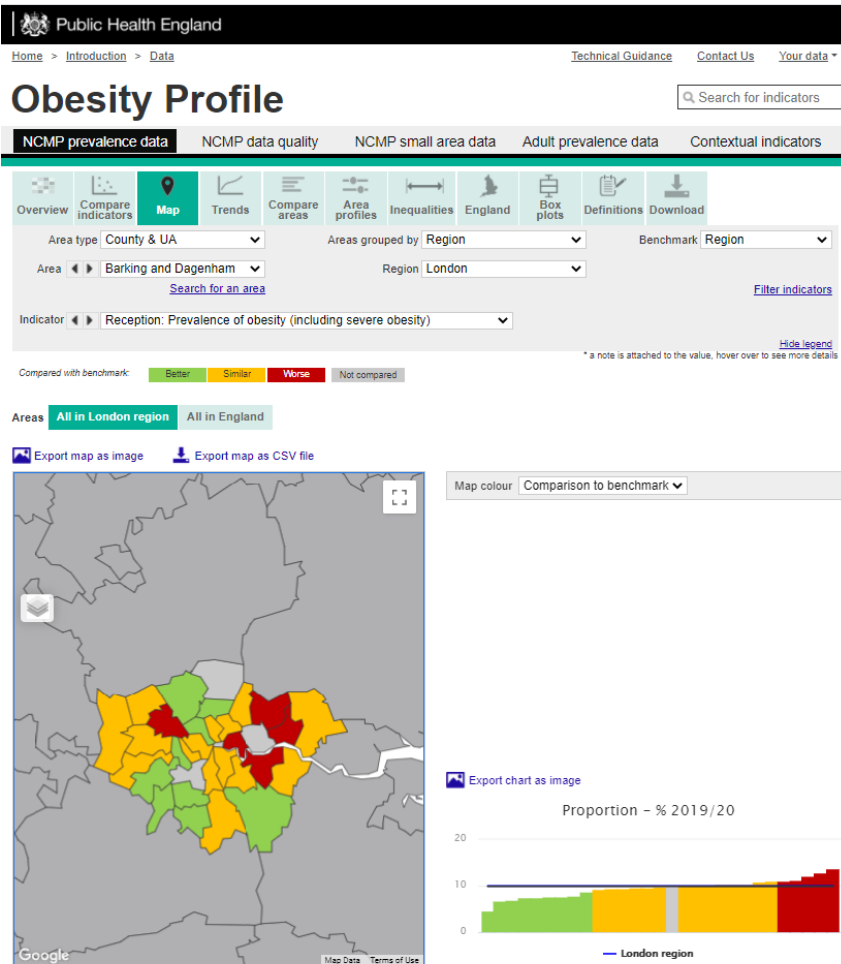 Public Health England
Home > Introduction > Data
Technical Guidance Contact Us Your data
Obesity Profile
Search for indicators
NCMP prevalence data NCMP data quality NCMP small area data Adult prevalence data Contextual indicators
Overview Compare indicators Map Trends Compare areas Area profiles Inequalities England Box plots Definitions Download
Area type County & UA Areas grouped by Region Benchmark Region
Area Barking and Dagenham Region London
Search for an area Filter indicators
Indicator Reception: Prevalence of obesity (including severe obesity)
Hide legend
* a note is attached to the value, hover over to see more details
Compared with benchmark: Better Similar Worse Not compared
Areas All in London region All in England
Export map as image Export map as CSV file
Map colour Comparison to benchmark
Export chart as image
Proportion - % 2019/20
20
10
0
London region
Google Map Data Terms of Use